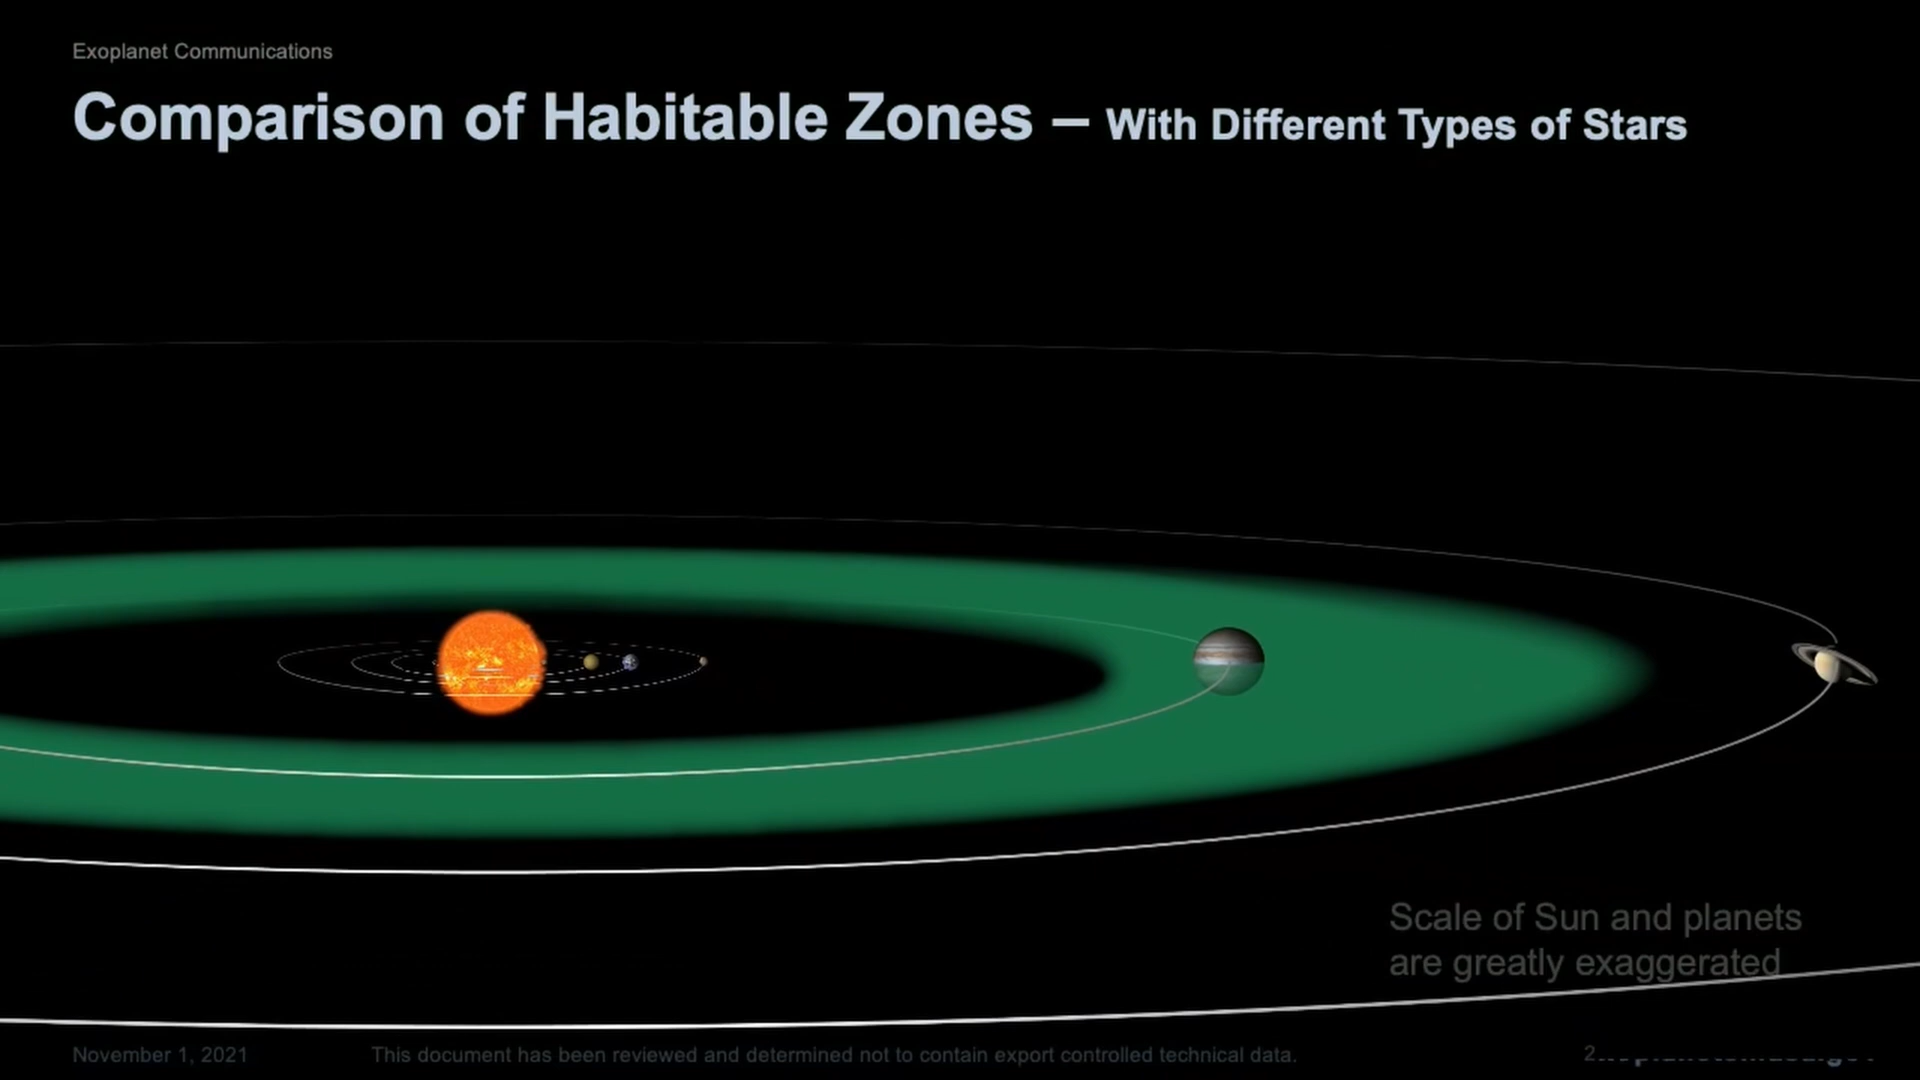 Exoplanet Communications
Comparison of Habitable Zones – With Different Types of Stars
Scale of Sun and planets
are greatly exaggerated
November 1, 2021 This document has been reviewed and determined not to contain export controlled technical data. 2